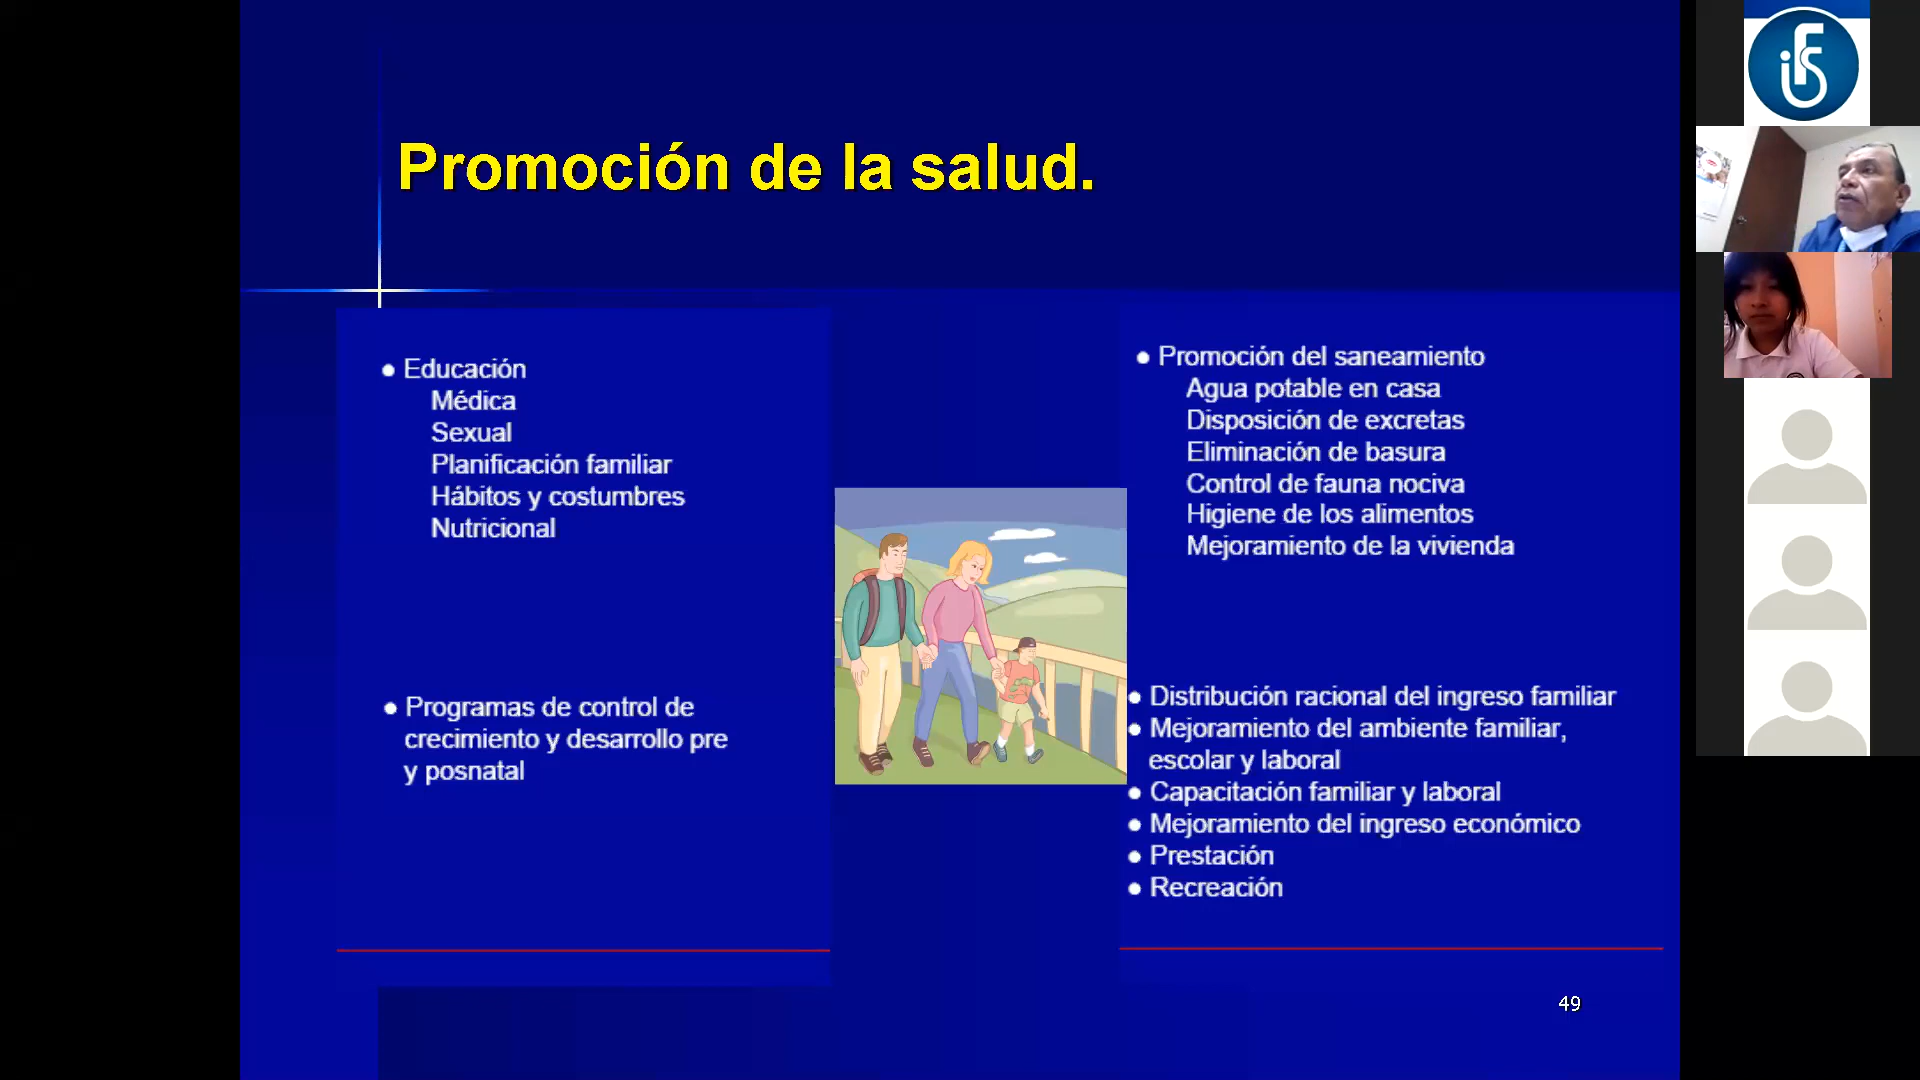 Promoción de la salud.
● Educación
Médica
Sexual
Planificación familiar
Hábitos y costumbres
Nutricional
● Programas de control de
crecimiento y desarrollo pre
y posnatal
● Promoción del saneamiento
Agua potable en casa
Disposición de excretas
Eliminación de basura
Control de fauna nociva
Higiene de los alimentos
Mejoramiento de la vivienda
● Distribución racional del ingreso familiar
● Mejoramiento del ambiente familiar,
escolar y laboral
● Capacitación familiar y laboral
● Mejoramiento del ingreso económico
● Prestación
● Recreación
49